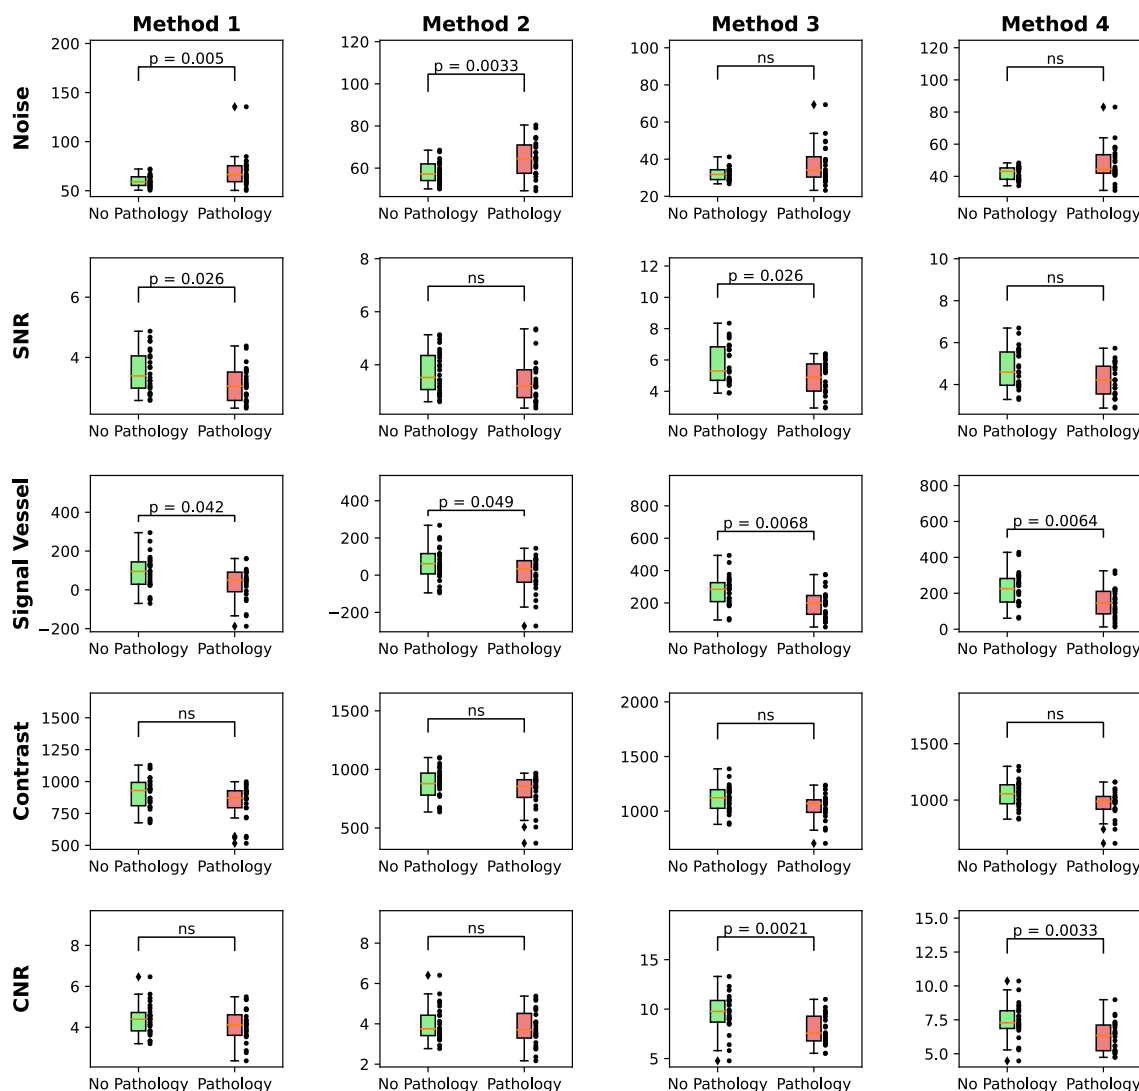 Method 1 Method 2 Method 3 Method 4
Noise
200 150 100 50
p = 0.005
No Pathology Pathology
120 100 80 60
p = 0.0033
No Pathology Pathology
100 80 60 40 20
ns
No Pathology Pathology
120 100 80 60 40
ns
No Pathology Pathology
SNR
6 4
p = 0.026
No Pathology Pathology
8 6 4
ns
No Pathology Pathology
12 10 8 6 4
p = 0.026
No Pathology Pathology
10 8 6 4
ns
No Pathology Pathology
Signal Vessel
400 200 0 −200
p = 0.042
No Pathology Pathology
400 200 0 −200
p = 0.049
No Pathology Pathology
800 600 400 200
p = 0.0068
No Pathology Pathology
800 600 400 200 0
p = 0.0064
No Pathology Pathology
Contrast
1500 1250 1000 750 500
ns
No Pathology Pathology
1500 1000 500
ns
No Pathology Pathology
2000 1500 1000
ns
No Pathology Pathology
1500 1000
ns
No Pathology Pathology
CNR
8 6 4
ns
No Pathology Pathology
8 6 4 2
ns
No Pathology Pathology
15 10 5
p = 0.0021
No Pathology Pathology
15.0 12.5 10.0 7.5 5.0
p = 0.0033
No Pathology Pathology